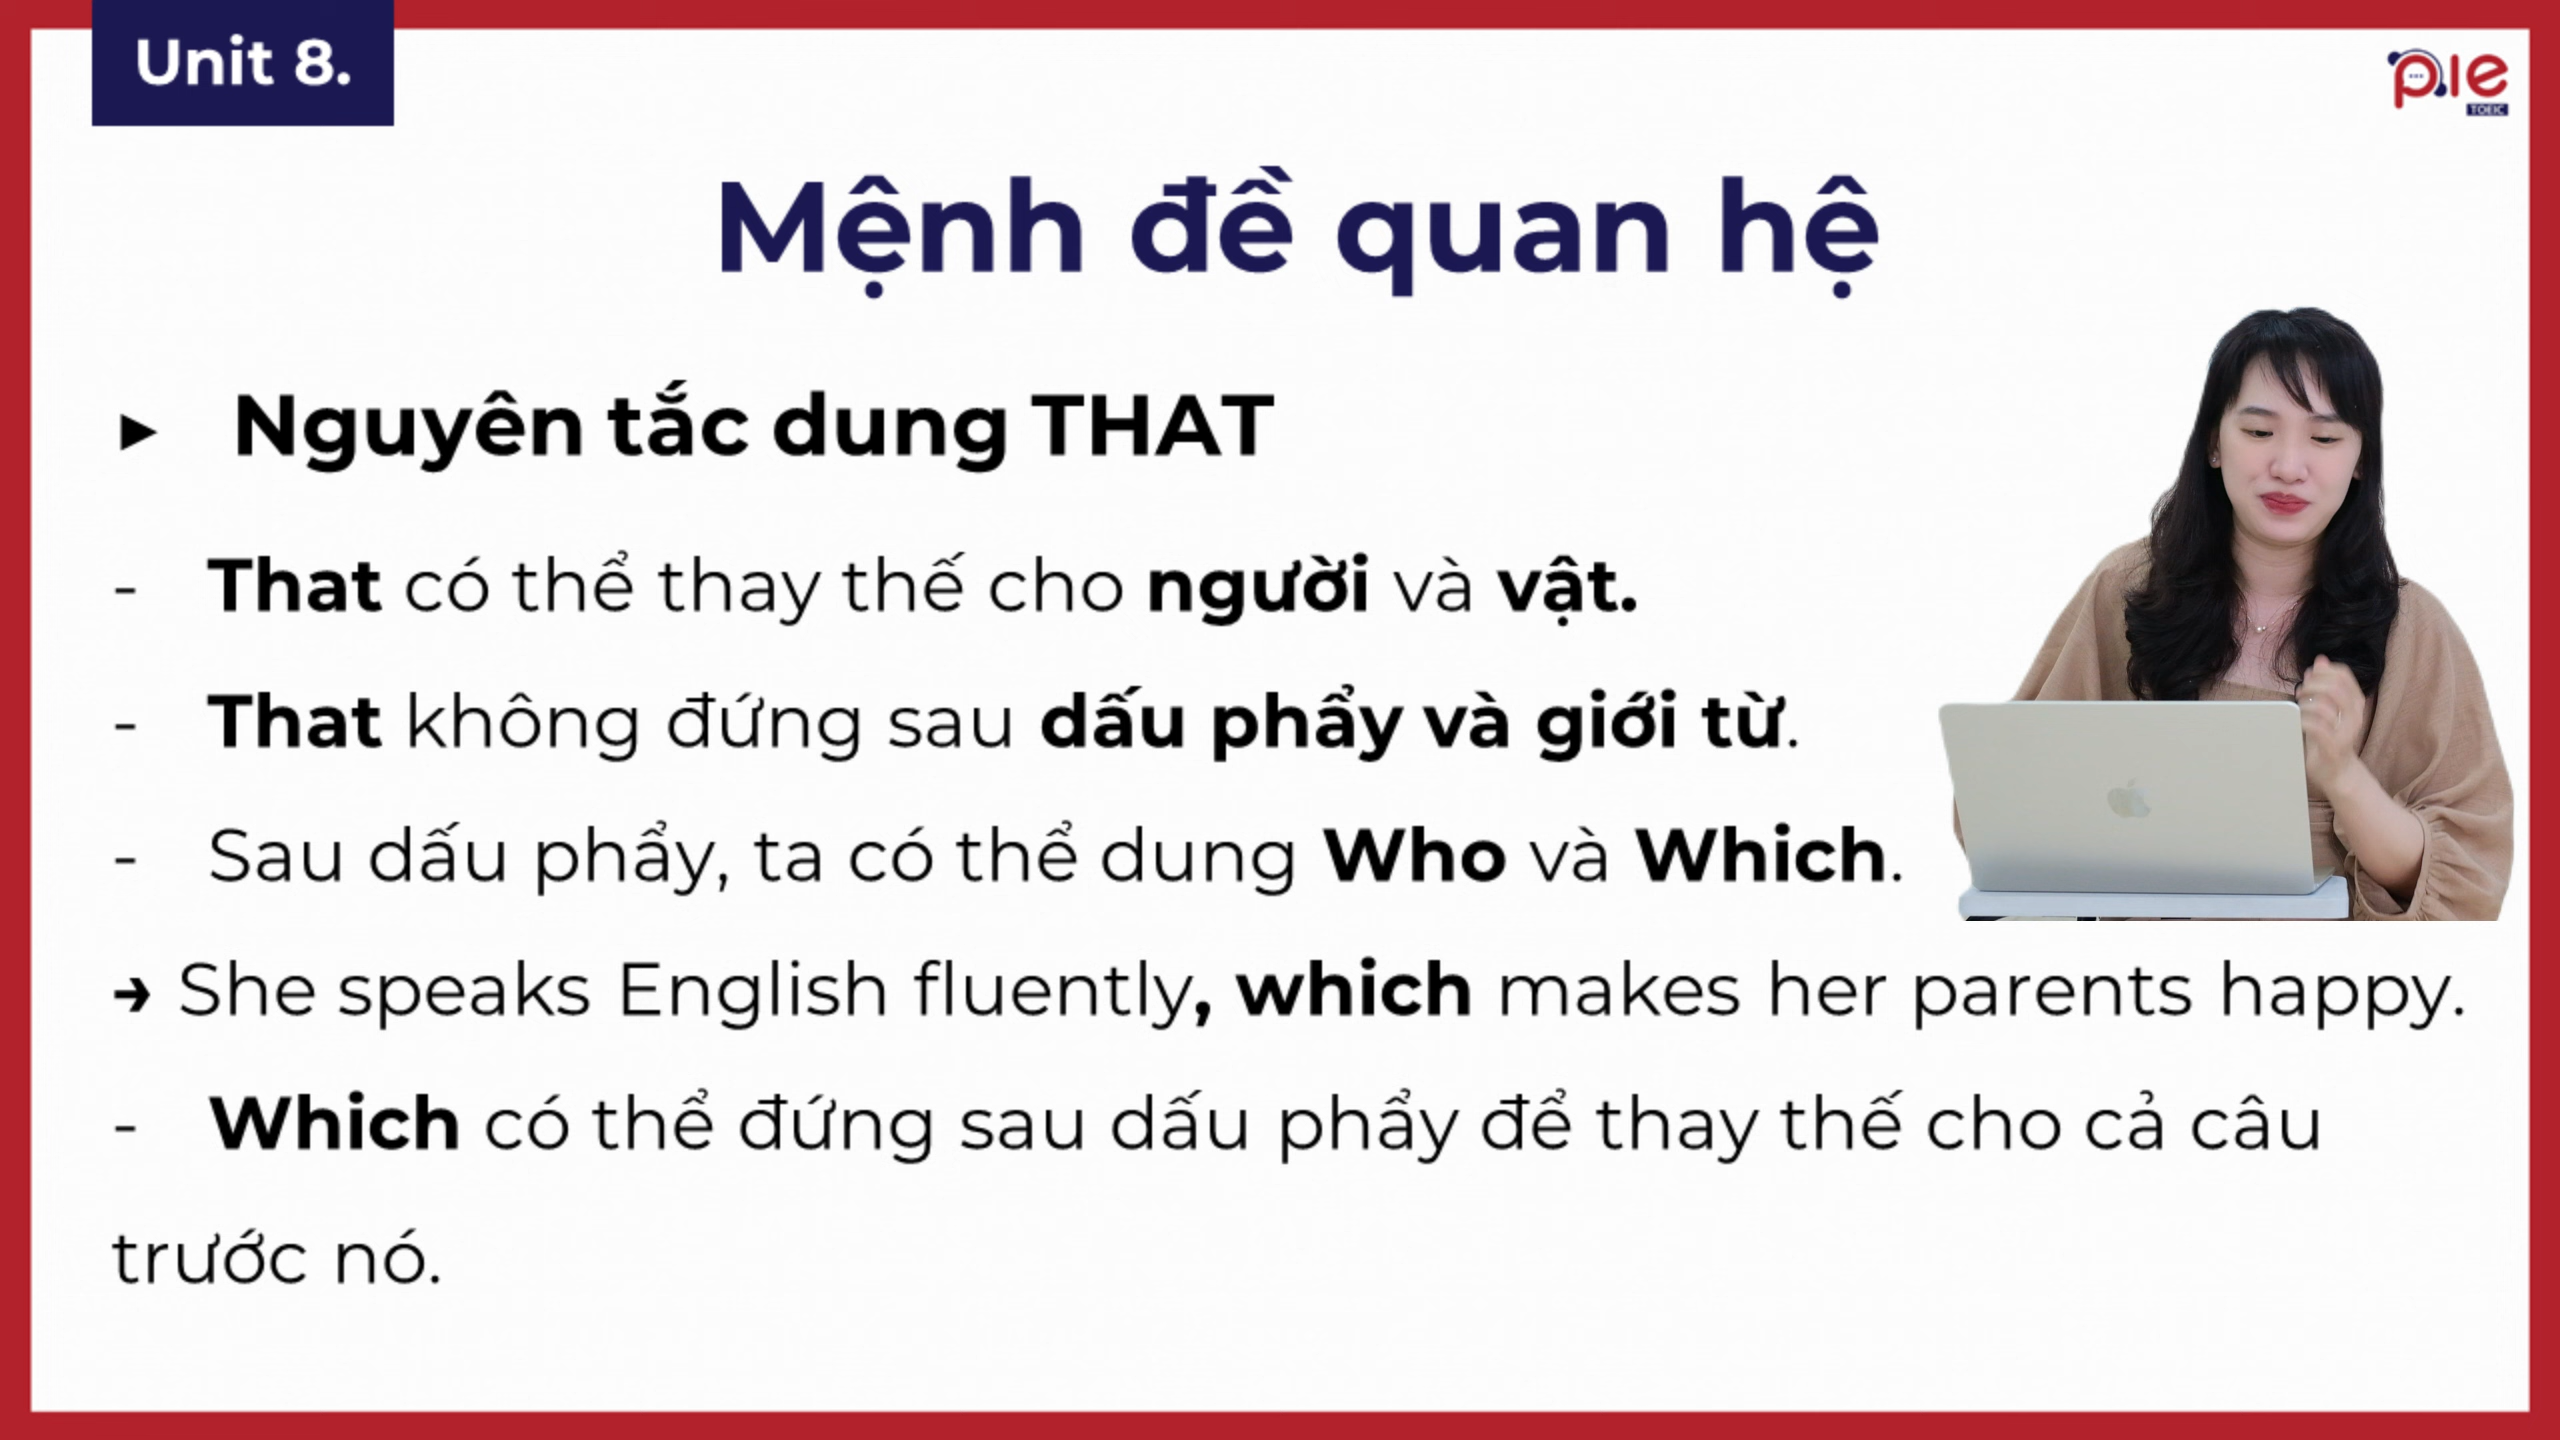 Unit 8.
pie
TOEIC
Mệnh đề quan hệ
► Nguyên tắc dung THAT
- That có thể thay thế cho người và vật.
- That không đứng sau dấu phẩy và giới từ.
- Sau dấu phẩy, ta có thể dung Who và Which.
→ She speaks English fluently, which makes her parents happy.
- Which có thể đứng sau dấu phẩy để thay thế cho cả câu
trước nó.